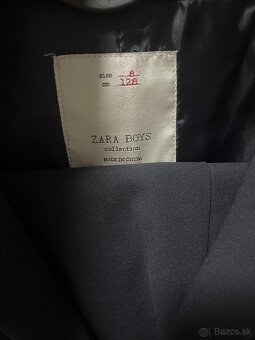 size 8
cm 128
ZARA BOYS
collection
MADE IN CHINA
Bazos.sk